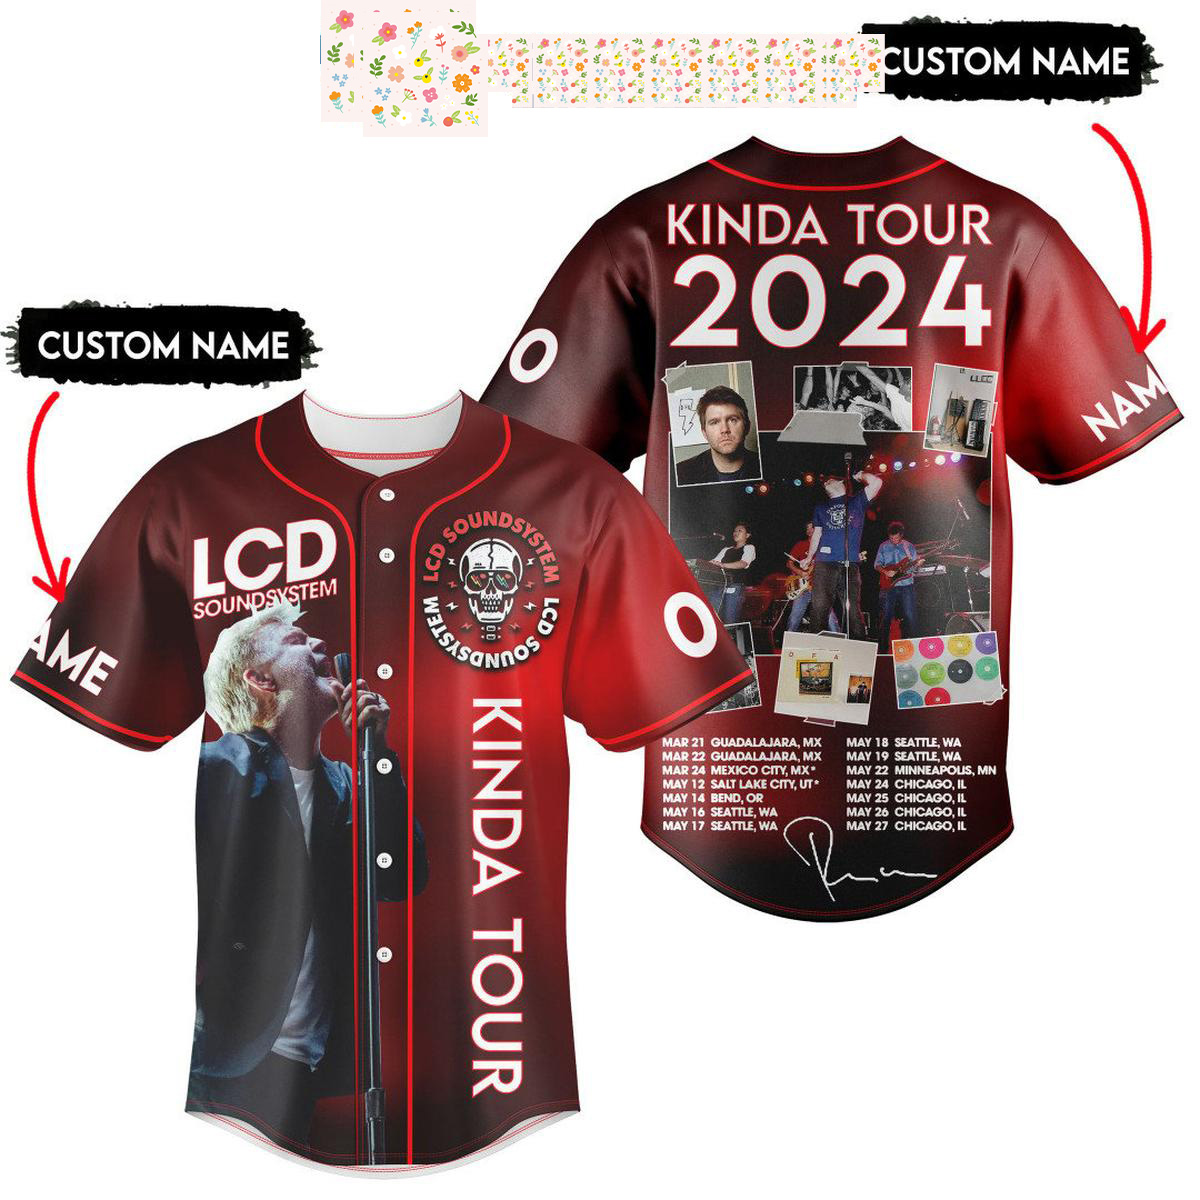 CUSTOM NAME
KINDA TOUR
2024
O
NAM
CUSTOM NAME
LCD
SOUNDSYSTEM
LCD SOUNDSYSTEM
LCD SOUNDSYSTEM
AME
O
KINDA TOUR
MAR 21 GUADALAJARA, MX
MAR 22 GUADALAJARA, MX
MAR 24 MEXICO CITY, MX*
MAY 12 SALT LAKE CITY, UT*
MAY 14 BEND, OR
MAY 16 SEATTLE, WA
MAY 17 SEATTLE, WA
MAY 18 SEATTLE, WA
MAY 19 SEATTLE, WA
MAY 22 MINNEAPOLIS, MN
MAY 24 CHICAGO, IL
MAY 25 CHICAGO, IL
MAY 26 CHICAGO, IL
MAY 27 CHICAGO, IL